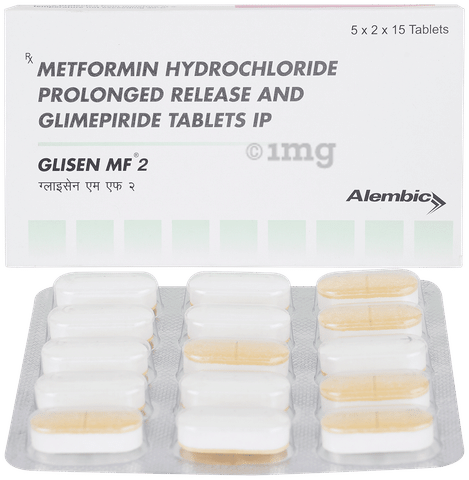 5 x 2 x 15 Tablets
Rx
METFORMIN HYDROCHLORIDE
PROLONGED RELEASE AND
GLIMEPIRIDE TABLETS IP
©1mg
GLISEN MF® 2
ग्लाइसेन एम एफ २
Alembic